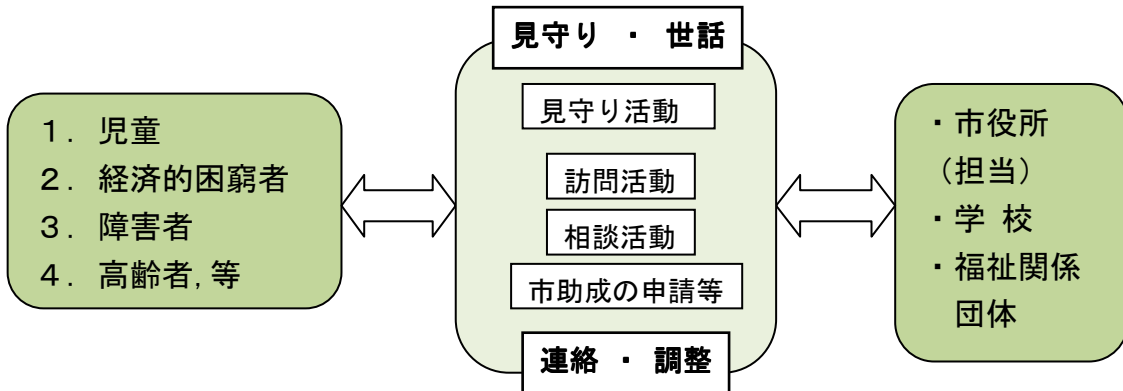 見守り ・ 世話
見守り活動
訪問活動
相談活動
市助成の申請等
連絡 ・ 調整
１．児童
２．経済的困窮者
３．障害者
４．高齢者,等
・市役所
（担当）
・学 校
・福祉関係
団体